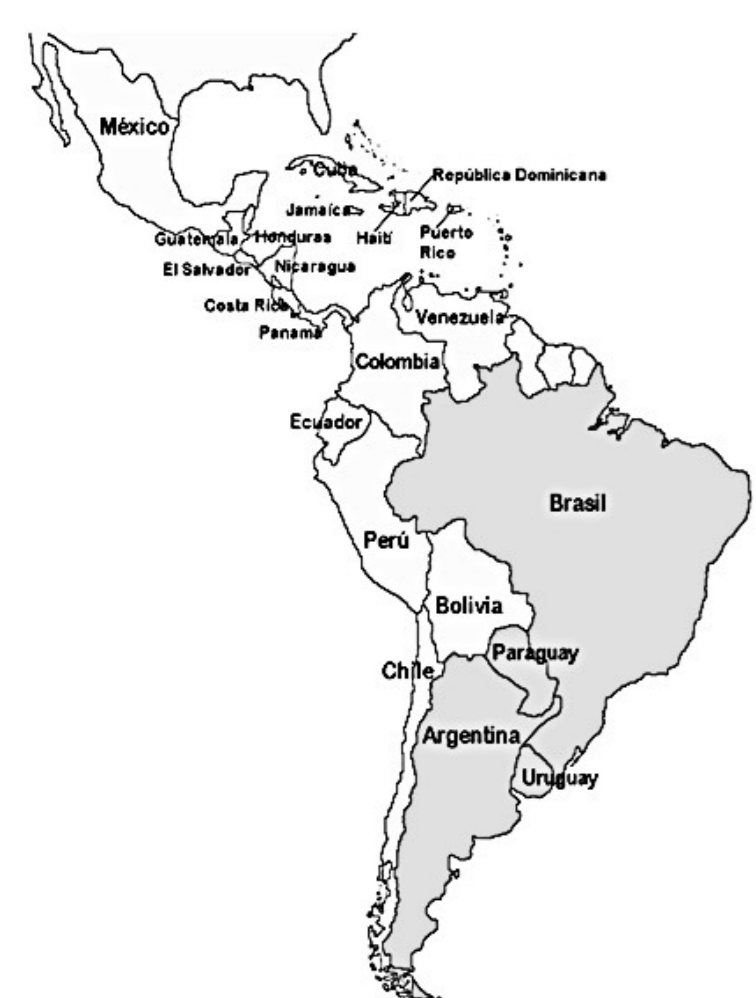 México
Cuba
República Dominicana
Jamaica
Haití
Puerto
Rico
Guatemala
Honduras
El Salvador
Nicaragua
Costa Rica
Panamá
Venezuela
Colombia
Ecuador
Brasil
Perú
Bolivia
Paraguay
Chile
Argentina
Uruguay